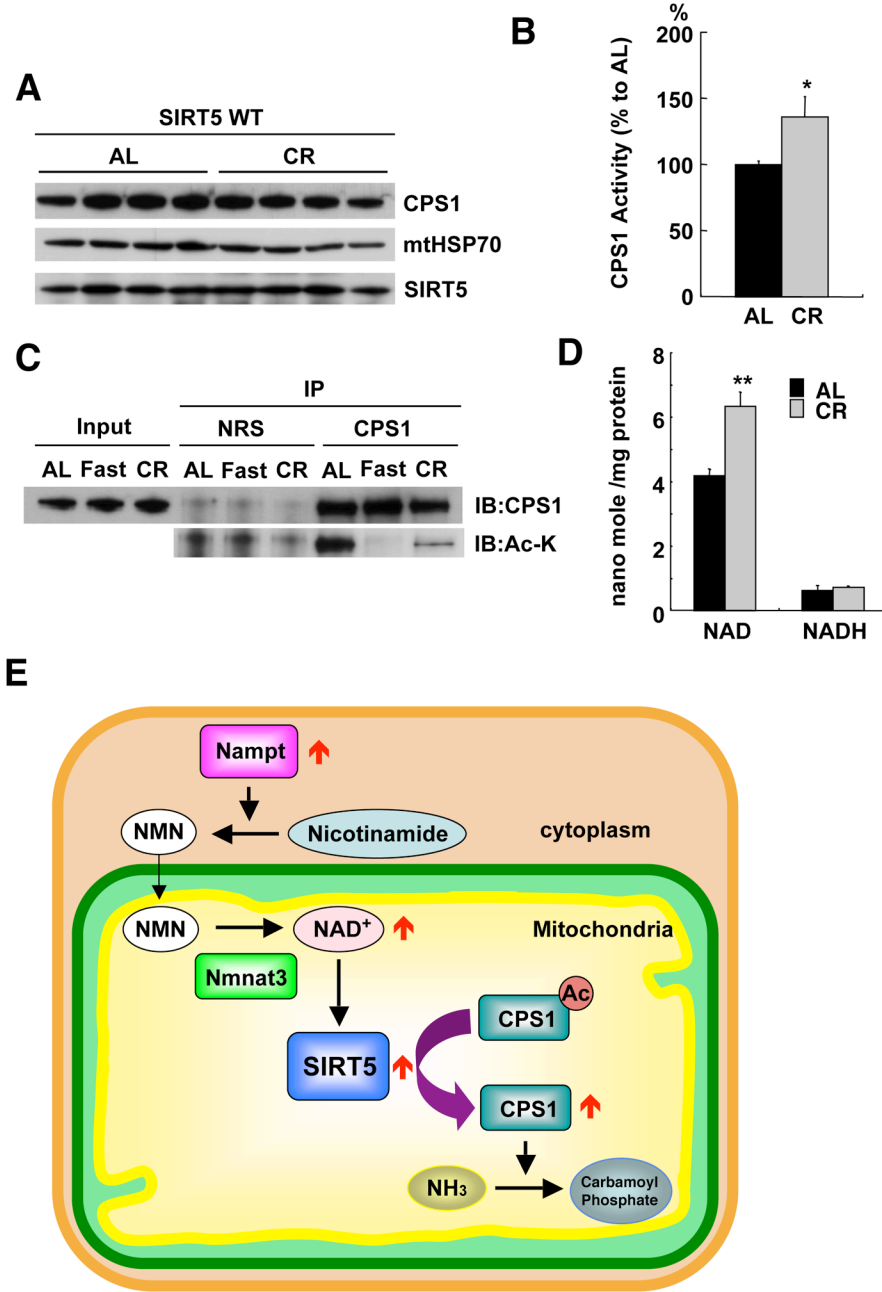 A
SIRT5 WT
AL CR
CPS1
mtHSP70
SIRT5
B
%
CPS1 Activity (% to AL)
200
150
100
50
0
*
AL CR
C
IP
Input NRS CPS1
AL Fast CR AL Fast CR AL Fast CR
IB:CPS1
IB:Ac-K
D
nano mole /mg protein
8
6
4
2
0
**
AL
CR
NAD NADH
E
Nampt
NMN Nicotinamide cytoplasm
NMN NAD+ Mitochondria
Nmnat3
Ac
CPS1
SIRT5
CPS1
NH3 Carbamoyl
Phosphate